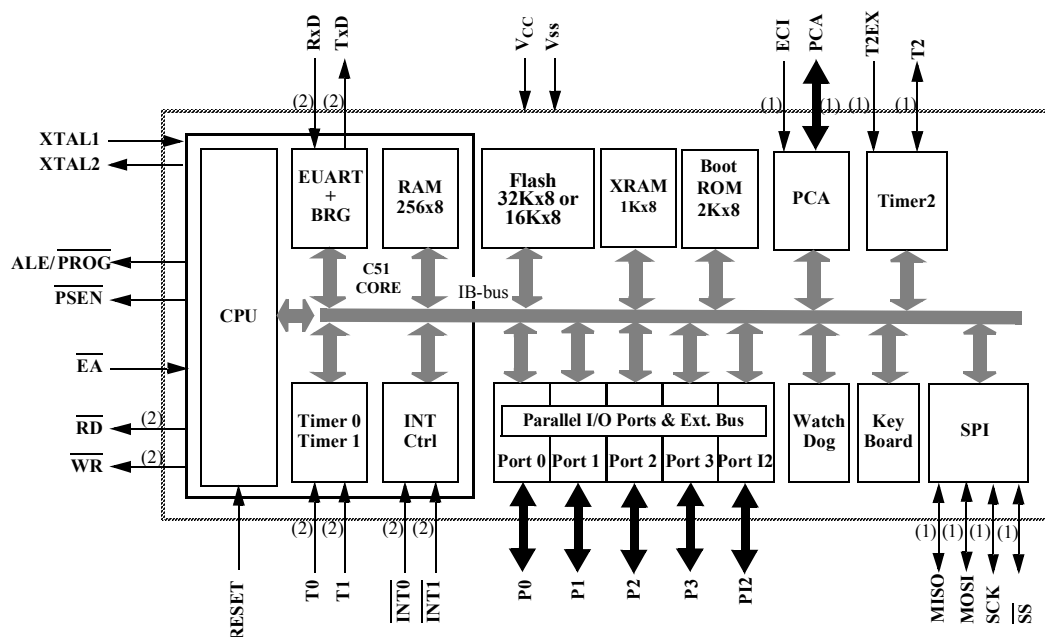 RxD
TxD
VCC
Vss
ECI
PCA
T2EX
T2
(2)
(2)
(1)
(1)
(1)
(1)
XTAL1
XTAL2
ALE/PROG
PSEN
EA
RD
(2)
WR
(2)
CPU
EUART
+
BRG
RAM
256x8
C51
CORE
IB-bus
Flash
32Kx8 or
16Kx8
XRAM
1Kx8
Boot
ROM
2Kx8
PCA
Timer2
Timer 0
Timer 1
INT
Ctrl
Parallel I/O Ports & Ext. Bus
Port 0
Port 1
Port 2
Port 3
Port I2
Watch
Dog
Key
Board
SPI
(2)
(2)
(2)
(2)
(1)
(1)
(1)
(1)
RESET
T0
T1
INT0
INT1
P0
P1
P2
P3
PI2
MISO
MOSI
SCK
SS